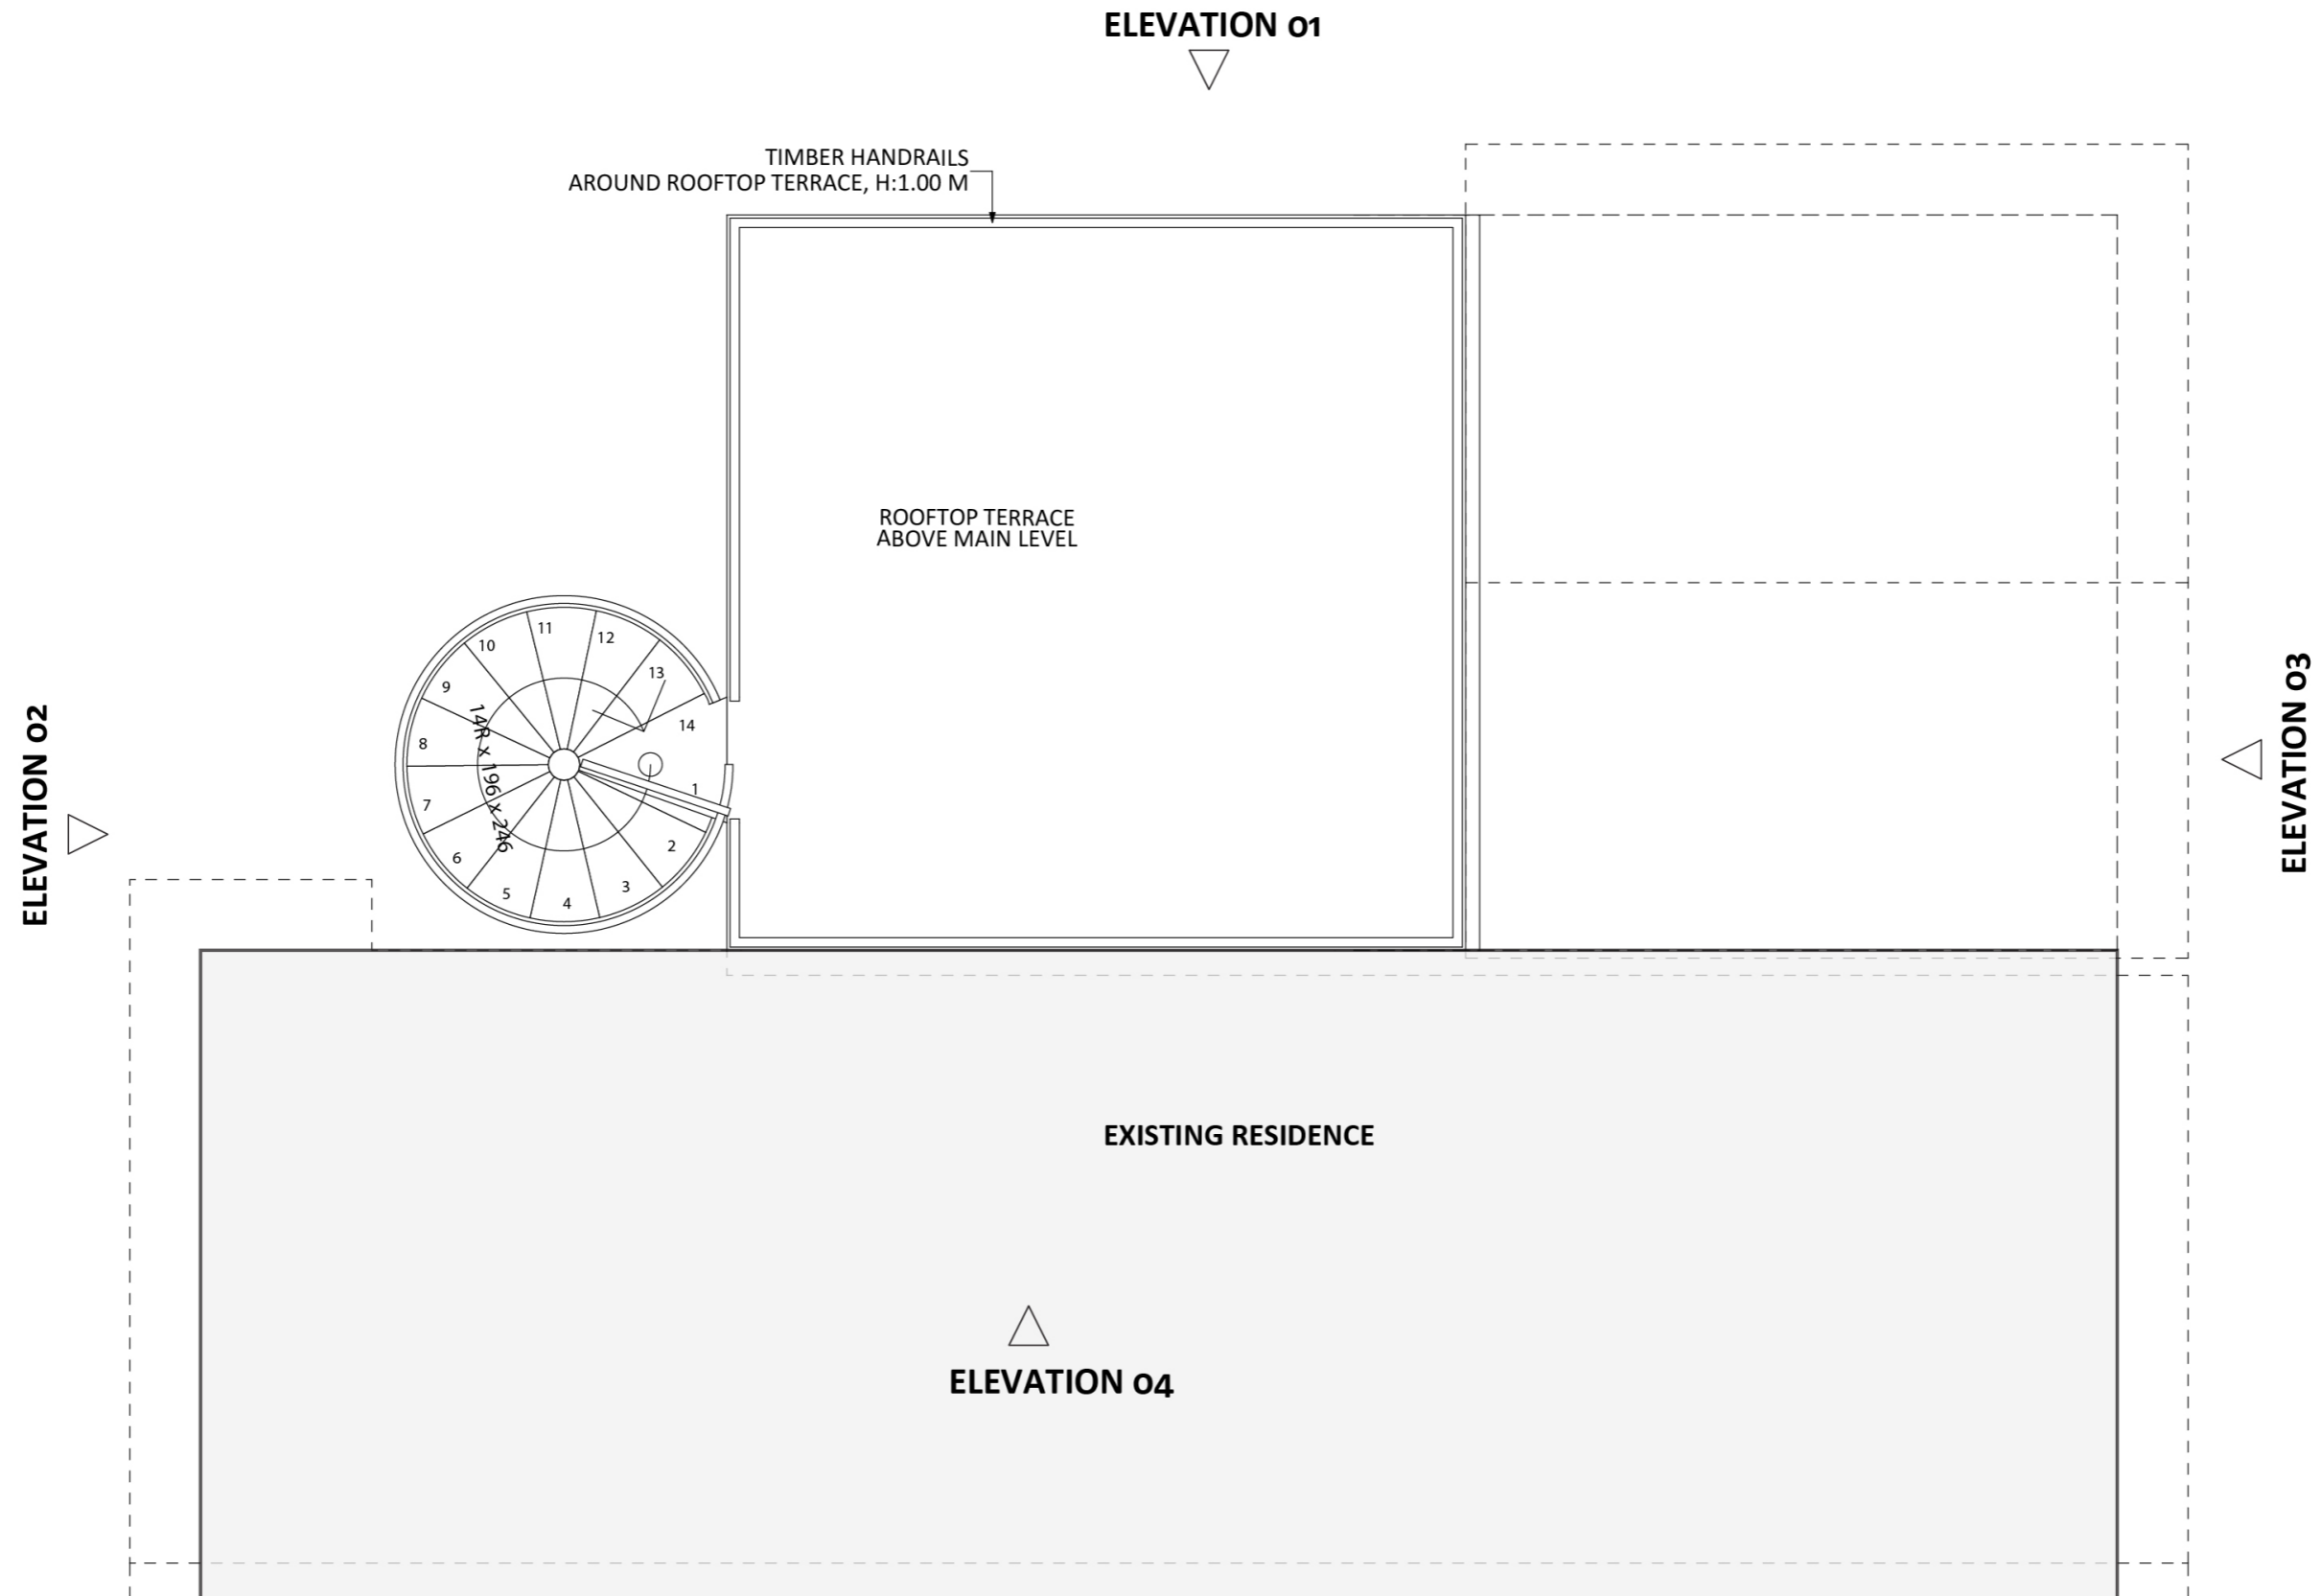 ELEVATION 01
TIMBER HANDRAILS
AROUND ROOFTOP TERRACE, H:1.00 M
ROOFTOP TERRACE
ABOVE MAIN LEVEL
11
12
10
13
9
14
8
14R x 196 x 246
1
7
2
6
3
5
4
ELEVATION 02
ELEVATION 03
EXISTING RESIDENCE
ELEVATION 04